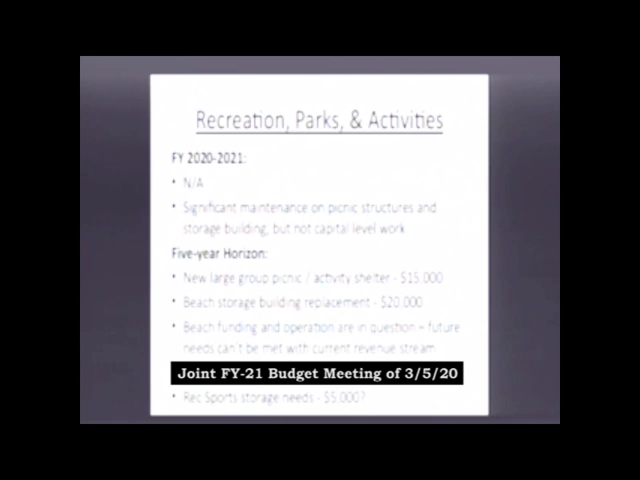 Recreation, Parks, & Activities
FY 2020-2021:
• N/A
• Significant maintenance on picnic structures and
storage building, but not capital level work
Five-year Horizon:
• New large group picnic / activity shelter - $15,000
• Beach storage building replacement - $20,000
• Beach funding and operation are in question – future
needs can't be met with current revenue stream
Joint FY-21 Budget Meeting of 3/5/20
• Rec Sports storage needs - $5,000?